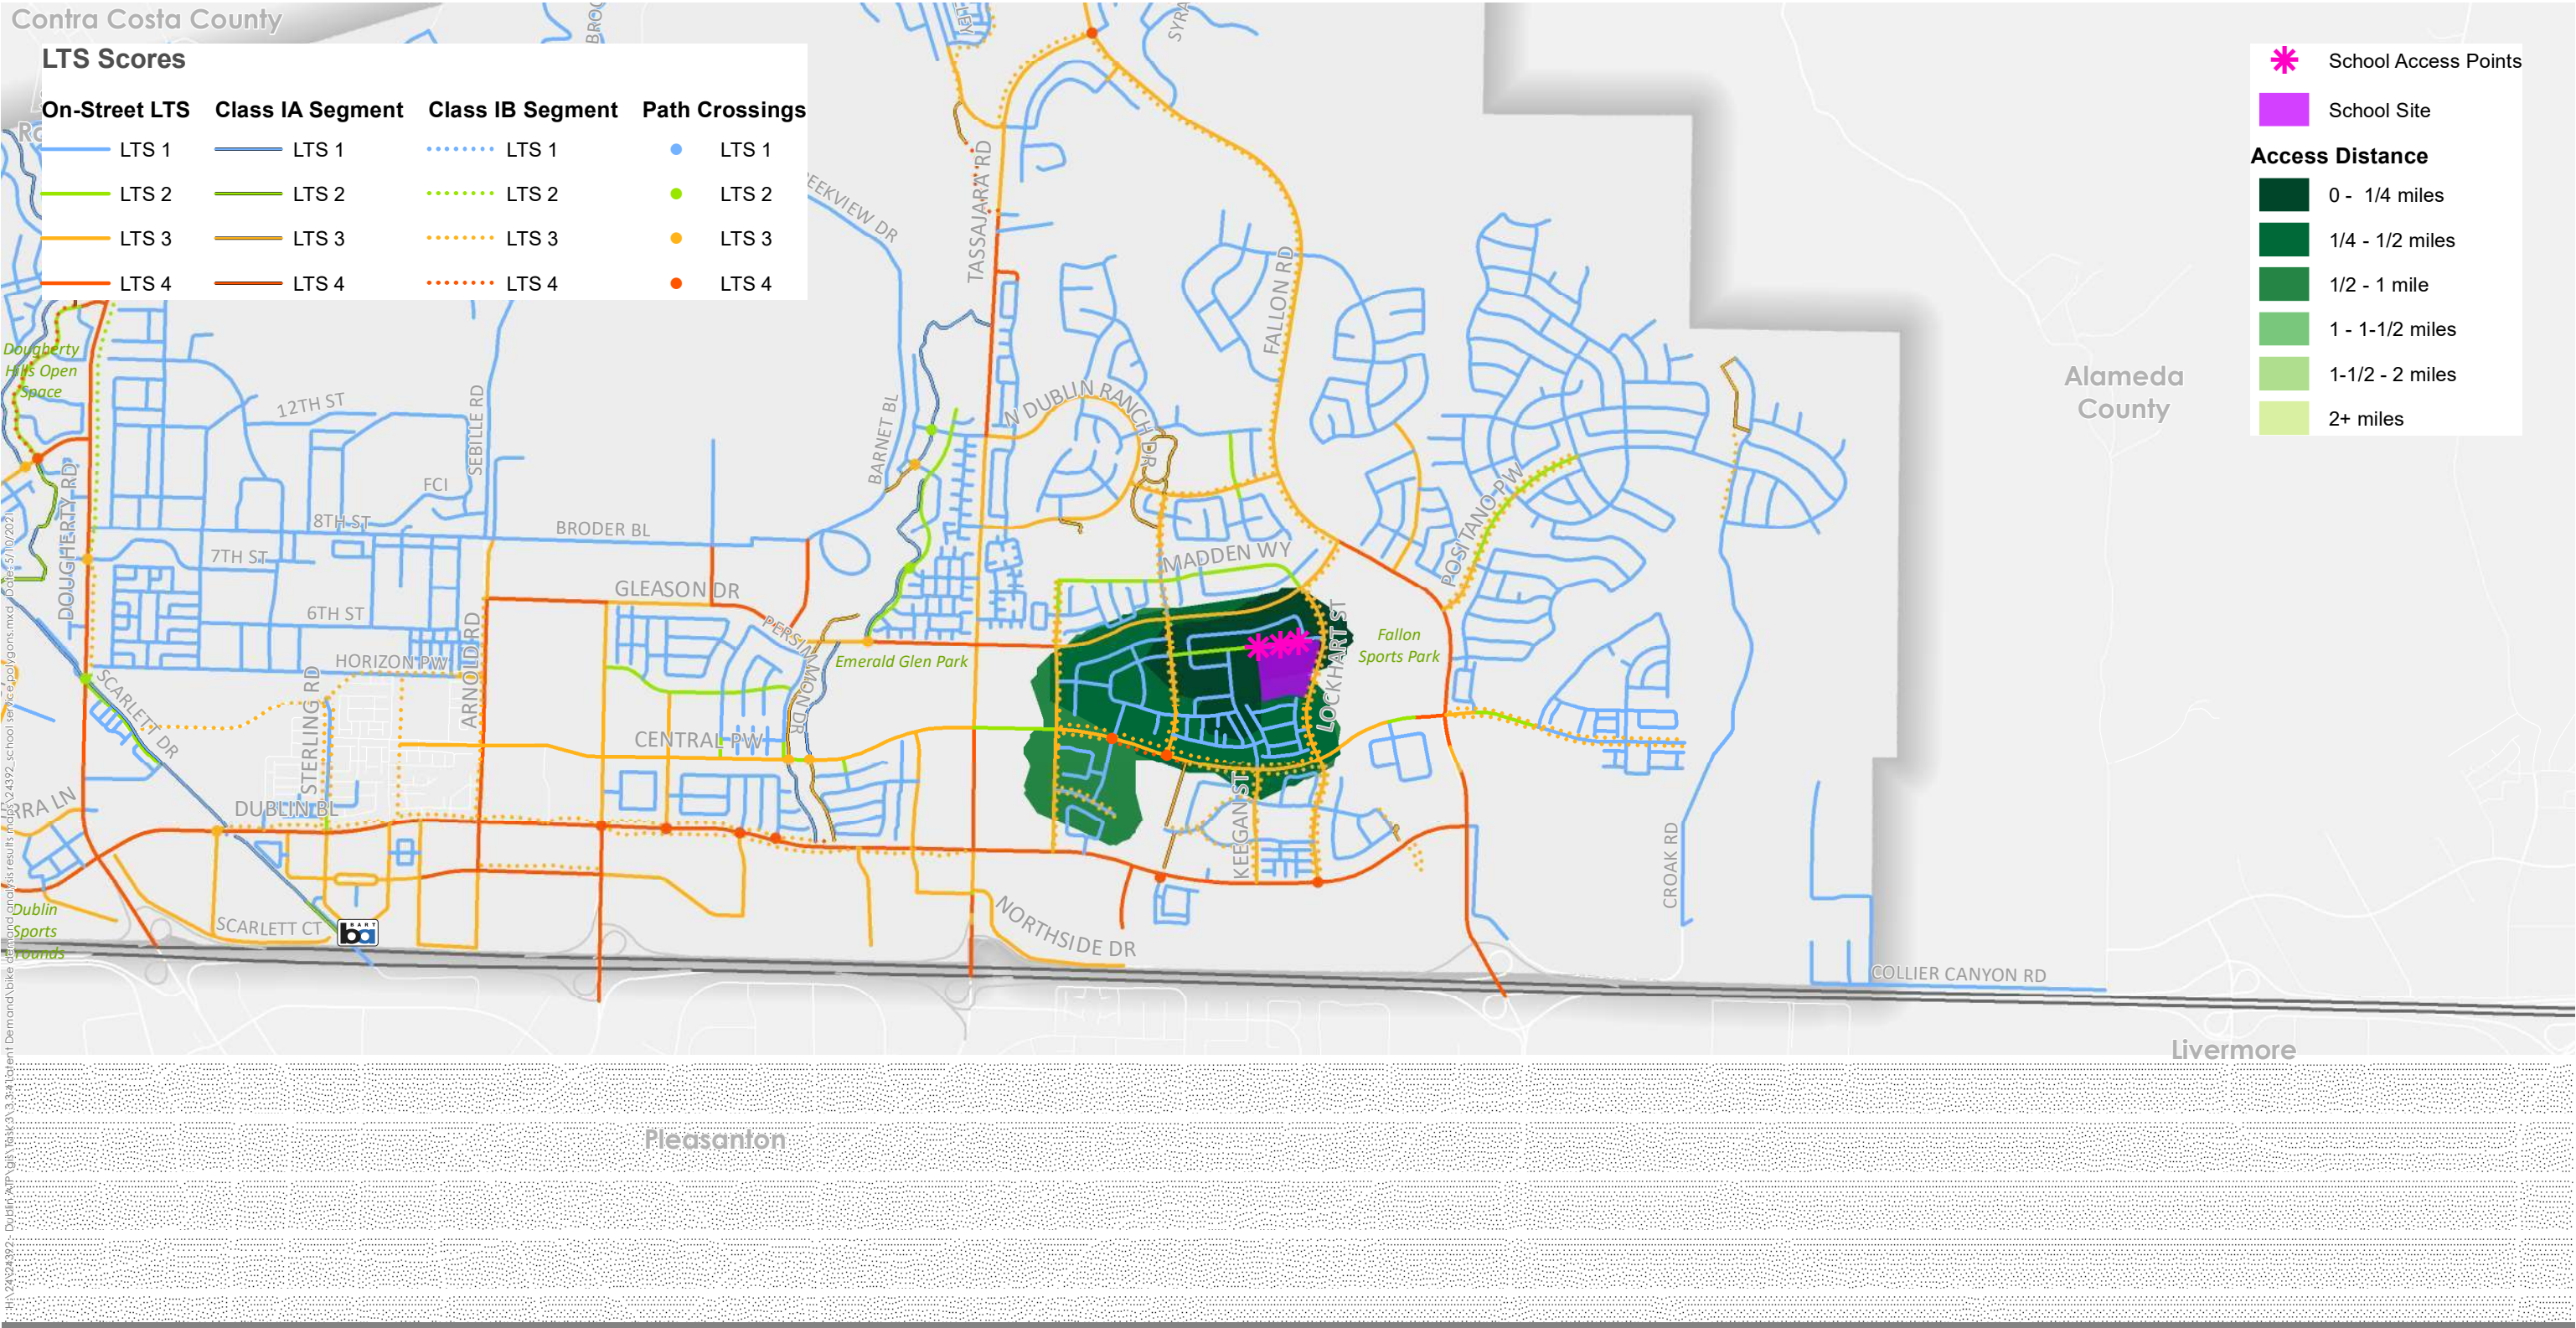 Contra Costa County
LTS Scores
On-Street LTS
Class IA Segment
Class IB Segment
Path Crossings
LTS 1
LTS 1
LTS 1
LTS 1
LTS 2
LTS 2
LTS 2
LTS 2
LTS 3
LTS 3
LTS 3
LTS 3
LTS 4
LTS 4
LTS 4
LTS 4
School Access Points
School Site
Access Distance
0 - 1/4 miles
1/4 - 1/2 miles
1/2 - 1 mile
1 - 1-1/2 miles
1-1/2 - 2 miles
2+ miles
Alameda
County
TASSAJARA RD
FALLON RD
N DUBLIN RANCH DR
BARNET BL
SEBILLE RD
12TH ST
FCI
8TH ST
BRODER BL
7TH ST
6TH ST
GLEASON DR
DOUGHERTY RD
Dougherty
Hills Open
Space
MADDEN WY
POSITANO PW
LOCKHART ST
Fallon
Sports Park
Emerald Glen Park
PERSIMMON DR
HORIZON PW
ARNOLD RD
STERLING RD
SCARLETT DR
CENTRAL PW
DUBLIN BL
KEEGAN ST
CROAK RD
SCARLETT CT
BART
ba
NORTHSIDE DR
COLLIER CANYON RD
Dublin
Sports
Livermore
Pleasanton